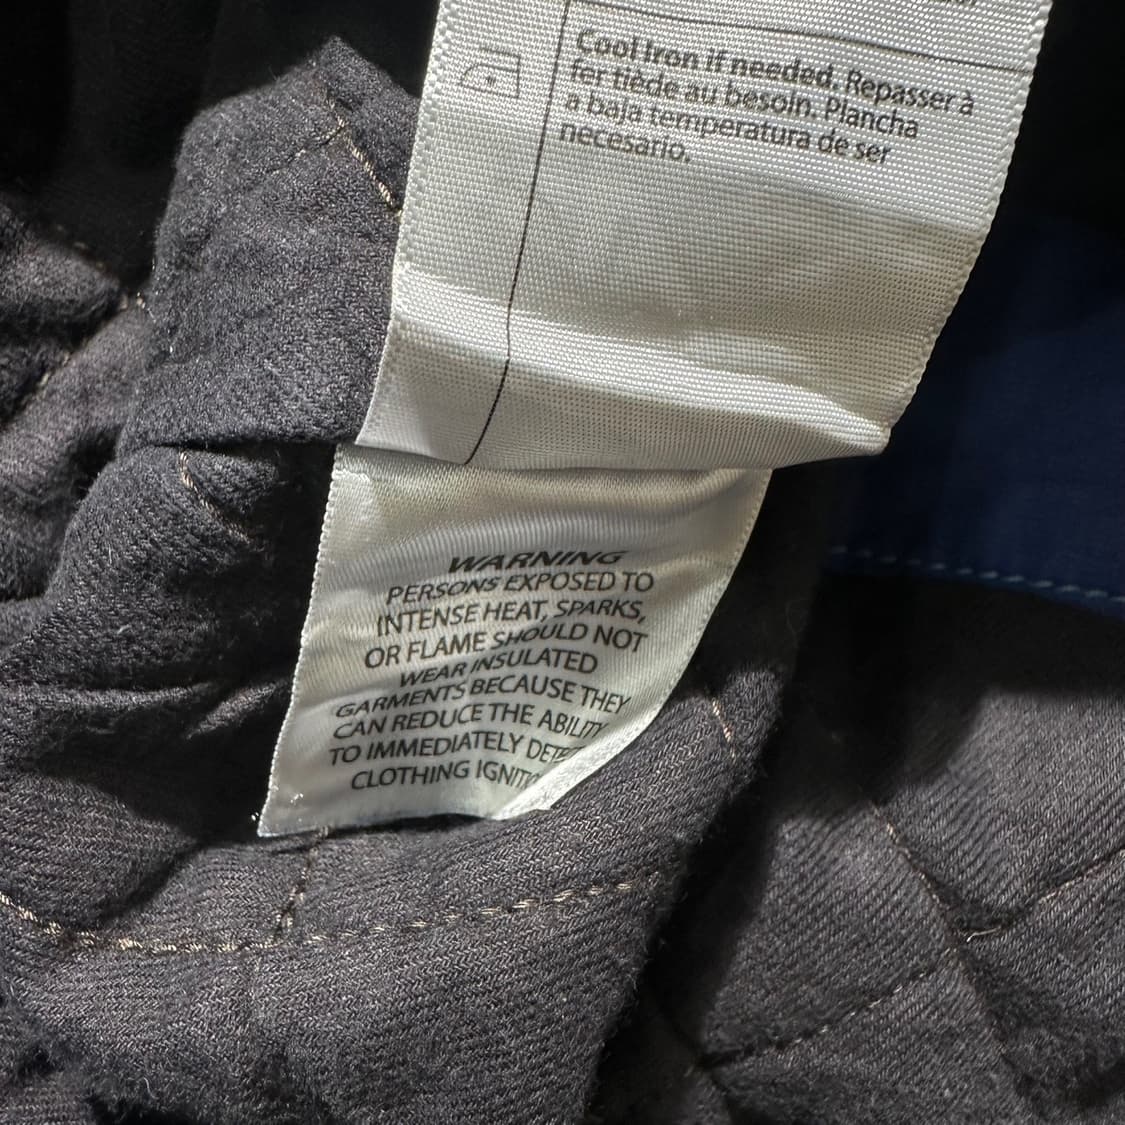 Cool Iron if needed. Repasser à
fer tiède au besoin. Plancha
a baja temperatura de ser
necesario.
WARNING
PERSONS EXPOSED TO
INTENSE HEAT, SPARKS,
OR FLAME SHOULD NOT
WEAR INSULATED
GARMENTS BECAUSE THEY
CAN REDUCE THE ABILITY
TO IMMEDIATELY
CLOTHING